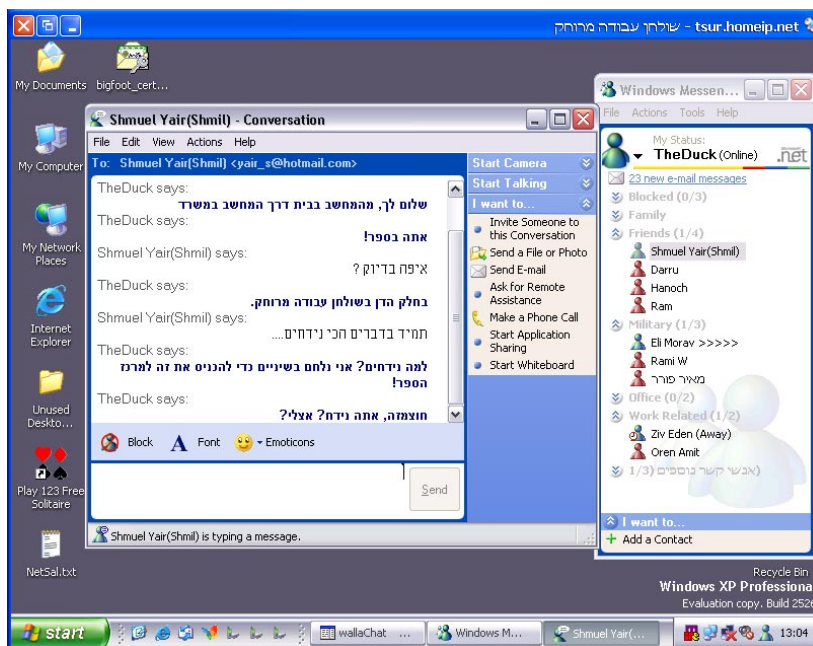 tsur.homeip.net - שולחן עבודה מרוחק
My Documents
bigfoot_cert...
My Computer
My Network
Places
Internet
Explorer
Unused
Deskto...
Play 123 Free
Solitaire
NetSal.txt
Shmuel Yair(Shmil) - Conversation
File Edit View Actions Help
To: Shmuel Yair(Shmil) <yair_s@hotmail.com>
TheDuck says:
שלום לך, מהמחשב בבית דרך המחשב במשרד
TheDuck says:
אתה בספר!
Shmuel Yair(Shmil) says:
איפה בדיוק ?
TheDuck says:
בחלק הדן בשולחן עבודה מרוחק.
Shmuel Yair(Shmil) says:
תמיד בדברים הכי נידחים....
TheDuck says:
למה נידחים? אני נלחם בשיניים כדי להכניס את זה למרכז
הספר!
TheDuck says:
חוצמזה, אתה נידח? אצלי?
Block
Font
Emoticons
Send
Shmuel Yair(Shmil) is typing a message.
Start Camera
Start Talking
I want to...
Invite Someone to
this Conversation
Send a File or Photo
Send E-mail
Ask for Remote
Assistance
Make a Phone Call
Start Application
Sharing
Start Whiteboard
Windows Messen...
File Actions Tools Help
My Status:
TheDuck (Online)
.net
23 new e-mail messages
Blocked (0/3)
Family
Friends (1/4)
Shmuel Yair(Shmil)
Darru
Hanoch
Ram
Military (1/3)
Eli Morav >>>>>
Rami W
מאיר פורר
Office (0/2)
Work Related (1/2)
Ziv Eden (Away)
Oren Amit
(אנשי קשר נוספים (1/3
I want to...
Add a Contact
Recycle Bin
Windows XP Professiona
Evaluation copy. Build 252
start
wallaChat ...
Windows M...
Shmuel Yair(...
13:04